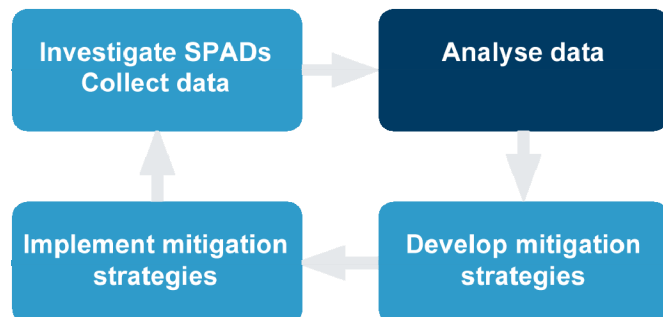 Investigate SPADs
Collect data
Analyse data
Implement mitigation
strategies
Develop mitigation
strategies